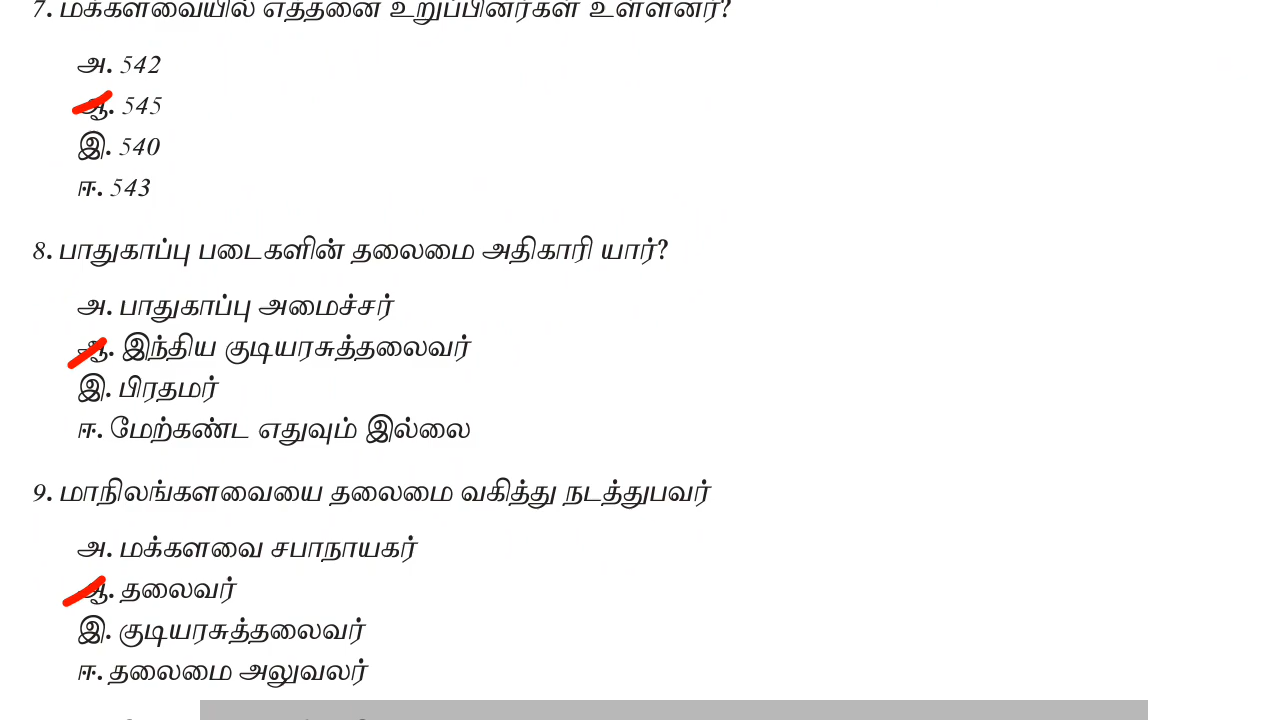 7. மக்களவையில் எத்தனை உறுப்பினர்கள் உள்ளனர்?
அ. 542
ஆ. 545
இ. 540
ஈ. 543
8. பாதுகாப்பு படைகளின் தலைமை அதிகாரி யார்?
அ. பாதுகாப்பு அமைச்சர்
ஆ. இந்திய குடியரசுத்தலைவர்
இ. பிரதமர்
ஈ. மேற்கண்ட எதுவும் இல்லை
9. மாநிலங்களவையை தலைமை வகித்து நடத்துபவர்
அ. மக்களவை சபாநாயகர்
ஆ. தலைவர்
இ. குடியரசுத்தலைவர்
ஈ. தலைமை அலுவலர்